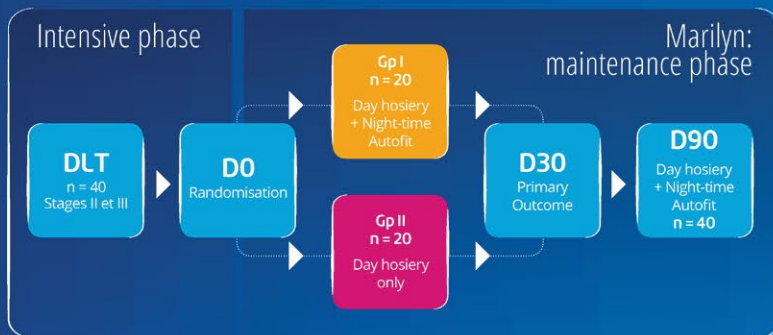 Intensive phase
Marilyn:
maintenance phase
DLT
n = 40
Stages II et III
D0
Randomisation
Gp I
n = 20
Day hosiery
+ Night-time
Autofit
Gp II
n = 20
Day hosiery
only
D30
Primary
Outcome
D90
Day hosiery
+ Night-time
Autofit
n = 40